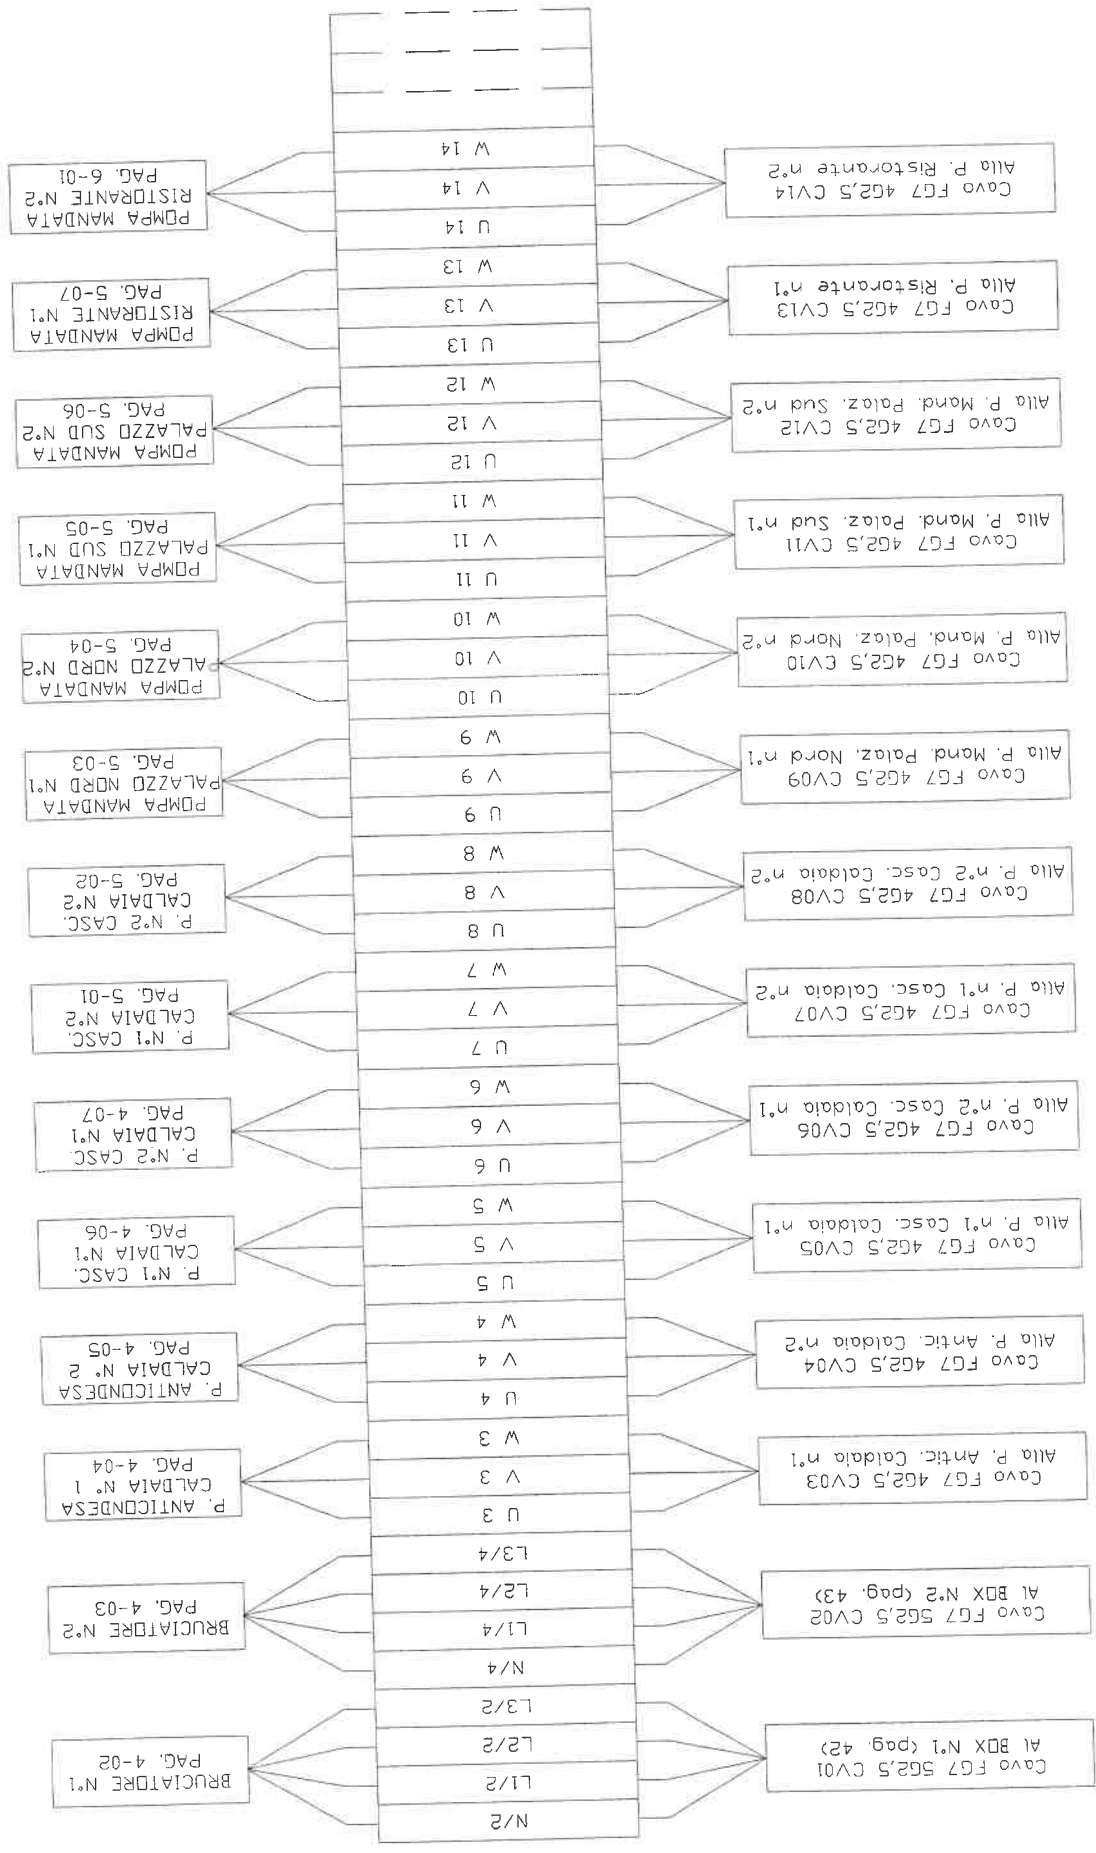 Cavo FG7 5G2,5 CV01
Al BOX N°1 (pag. 42)
N/2
L1/2
L2/2
L3/2
BRUCIATORE N°1
PAG. 4-02
Cavo FG7 5G2,5 CV02
Al BOX N°2 (pag. 43)
N/4
L1/4
L2/4
L3/4
BRUCIATORE N°2
PAG. 4-03
Cavo FG7 4G2,5 CV03
Alla P. Antic. Caldaia n°1
U 3
V 3
W 3
P. ANTICONDESA
CALDAIA N° 1
PAG. 4-04
Cavo FG7 4G2,5 CV04
Alla P. Antic. Caldaia n°2
U 4
V 4
W 4
P. ANTICONDESA
CALDAIA N° 2
PAG. 4-05
Cavo FG7 4G2,5 CV05
Alla P. n°1 Casc. Caldaia n°1
U 5
V 5
W 5
P. N°1 CASC.
CALDAIA N°1
PAG. 4-06
Cavo FG7 4G2,5 CV06
Alla P. n°2 Casc. Caldaia n°1
U 6
V 6
W 6
P. N°2 CASC.
CALDAIA N°1
PAG. 4-07
Cavo FG7 4G2,5 CV07
Alla P. n°1 Casc. Caldaia n°2
U 7
V 7
W 7
P. N°1 CASC.
CALDAIA N°2
PAG. 5-01
Cavo FG7 4G2,5 CV08
Alla P. n°2 Casc. Caldaia n°2
U 8
V 8
W 8
P. N°2 CASC.
CALDAIA N°2
PAG. 5-02
Cavo FG7 4G2,5 CV09
Alla P. Mand. Palaz. Nord n°1
U 9
V 9
W 9
POMPA MANDATA
PALAZZO NORD N°1
PAG. 5-03
Cavo FG7 4G2,5 CV10
Alla P. Mand. Palaz. Nord n°2
U 10
V 10
W 10
POMPA MANDATA
PALAZZO NORD N°2
PAG. 5-04
Cavo FG7 4G2,5 CV11
Alla P. Mand. Palaz. Sud n°1
U 11
V 11
W 11
POMPA MANDATA
PALAZZO SUD N°1
PAG. 5-05
Cavo FG7 4G2,5 CV12
Alla P. Mand. Palaz. Sud n°2
U 12
V 12
W 12
POMPA MANDATA
PALAZZO SUD N°2
PAG. 5-06
Cavo FG7 4G2,5 CV13
Alla P. Ristorante n°1
U 13
V 13
W 13
POMPA MANDATA
RISTORANTE N°1
PAG. 5-07
Cavo FG7 4G2,5 CV14
Alla P. Ristorante n°2
U 14
V 14
W 14
POMPA MANDATA
RISTORANTE N°2
PAG. 6-01